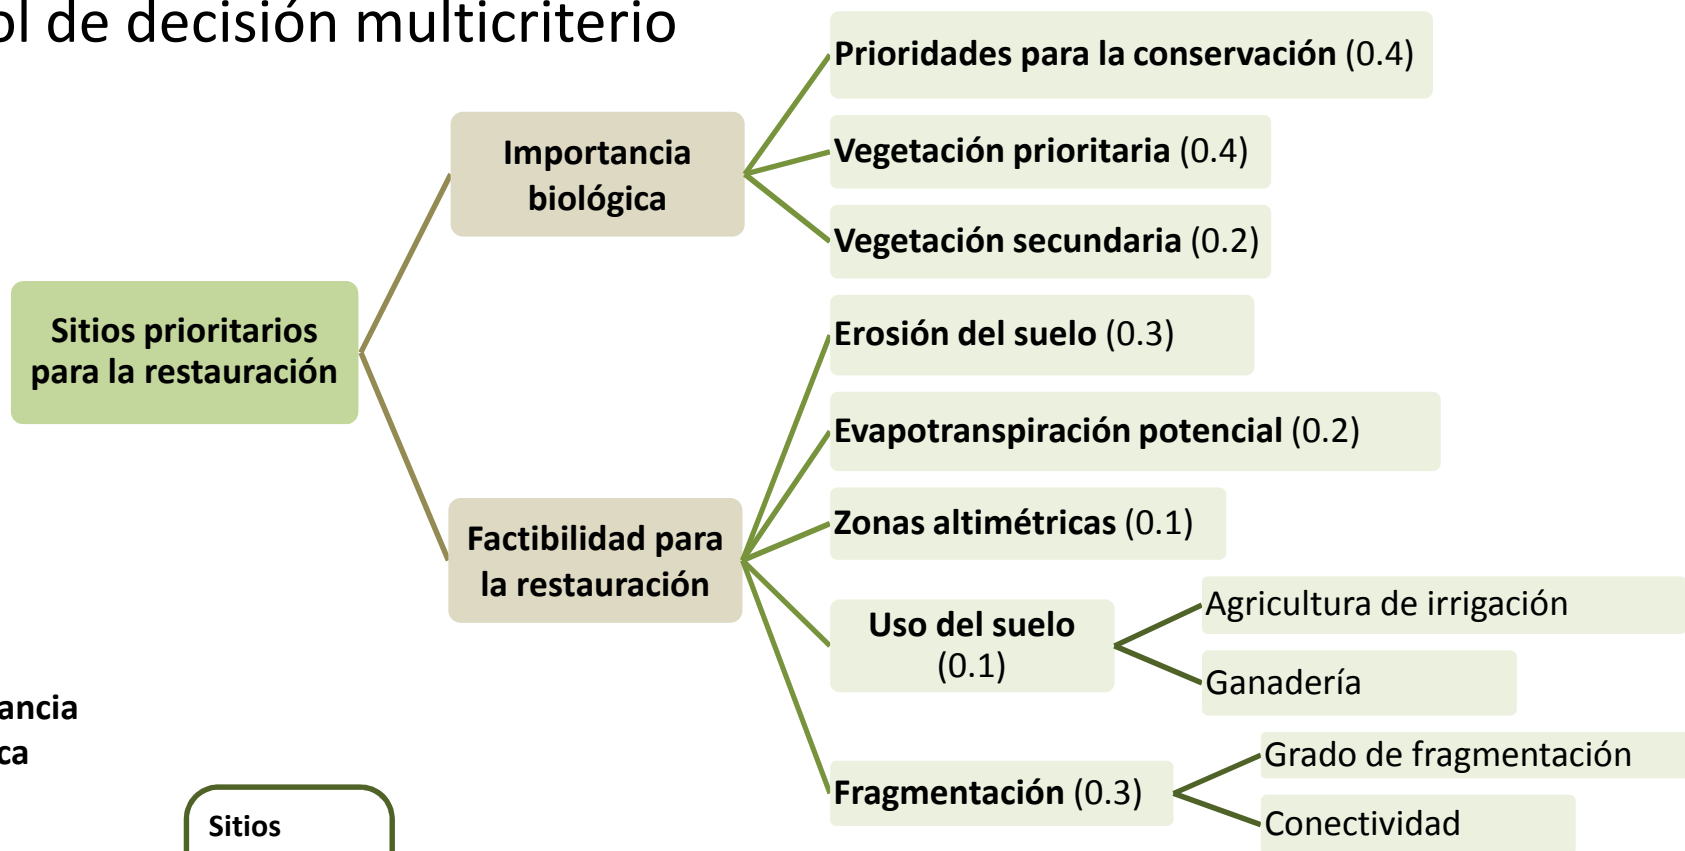 ol de decisión multicriterio
Prioridades para la conservación (0.4)
Importancia
biológica
Vegetación prioritaria (0.4)
Vegetación secundaria (0.2)
Sitios prioritarios
para la restauración
Erosión del suelo (0.3)
Evapotranspiración potencial (0.2)
Zonas altimétricas (0.1)
Factibilidad para
la restauración
Uso del suelo
(0.1)
Agricultura de irrigación
Ganadería
Fragmentación (0.3)
Grado de fragmentación
Conectividad
ancia
ca
Sitios